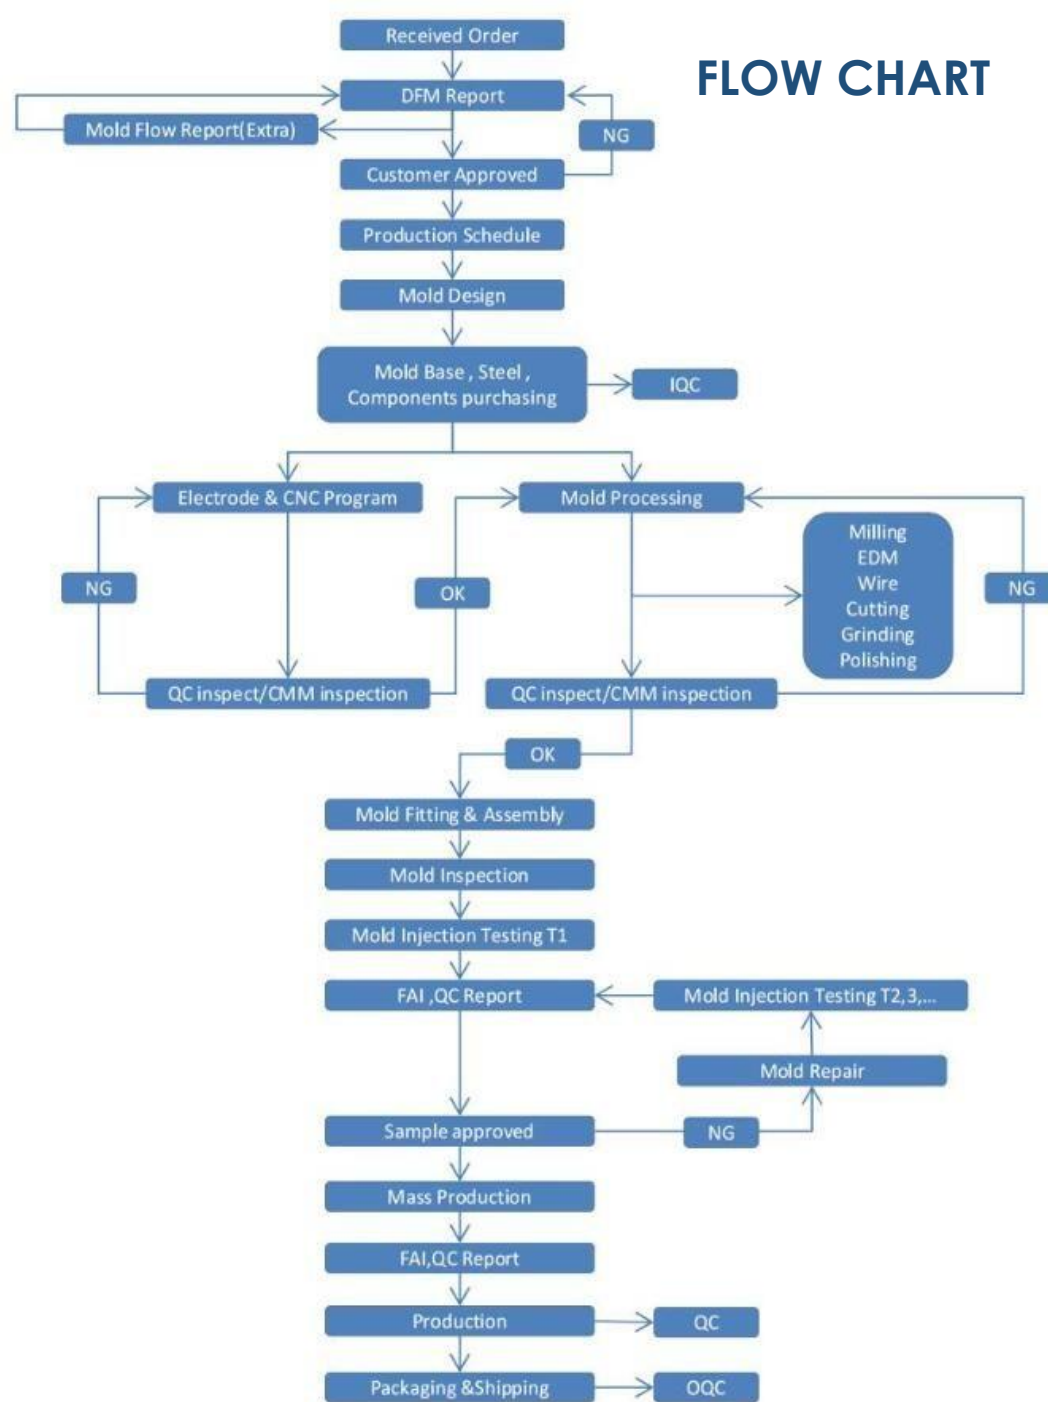 FLOW CHART
Received Order
DFM Report
Mold Flow Report(Extra)
NG
Customer Approved
Production Schedule
Mold Design
Mold Base , Steel ,
Components purchasing
IQC
Electrode & CNC Program
Mold Processing
Milling
EDM
Wire
Cutting
Grinding
Polishing
NG
OK
NG
QC inspect/CMM inspection
QC inspect/CMM inspection
OK
Mold Fitting & Assembly
Mold Inspection
Mold Injection Testing T1
FAI ,QC Report
Mold Injection Testing T2,3,...
Mold Repair
Sample approved
NG
Mass Production
FAI,QC Report
Production
QC
Packaging &Shipping
OQC